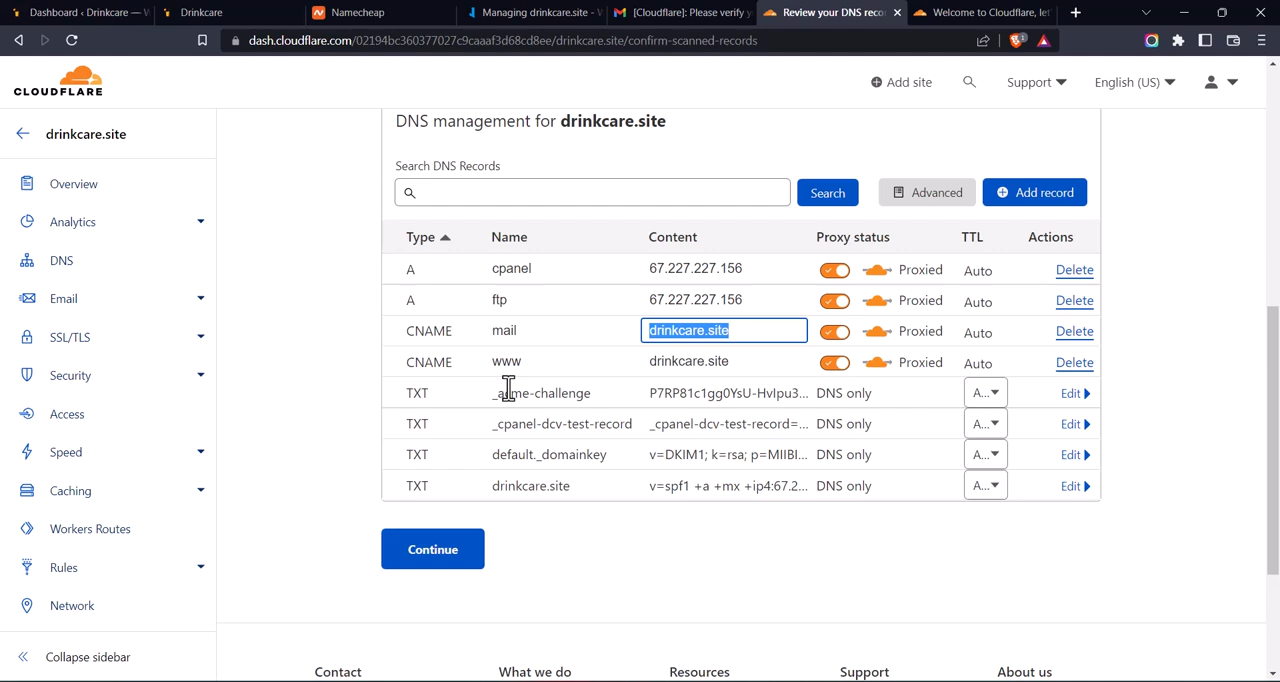 Dashboard ‹ Drinkcare — W
Drinkcare
Namecheap
Managing drinkcare.site - W
[Cloudflare]: Please verify y
Review your DNS reco
Welcome to Cloudflare, let'
dash.cloudflare.com/02194bc360377027c9caaaf3d68cd8ee/drinkcare.site/confirm-scanned-records
1
CLOUDFLARE
Add site
Support
English (US)
drinkcare.site
Overview
Analytics
DNS
Email
SSL/TLS
Security
Access
Speed
Caching
Workers Routes
Rules
Network
Collapse sidebar
DNS management for drinkcare.site
Search DNS Records
Search
Advanced
Add record
Type Name Content Proxy status TTL Actions
A cpanel 67.227.227.156 Proxied Auto Delete
A ftp 67.227.227.156 Proxied Auto Delete
CNAME mail drinkcare.site Proxied Auto Delete
CNAME www drinkcare.site Proxied Auto Delete
TXT _acme-challenge P7RP81c1gg0YsU-HvIpu3... DNS only A... Edit
TXT _cpanel-dcv-test-record _cpanel-dcv-test-record=... DNS only A... Edit
TXT default._domainkey v=DKIM1; k=rsa; p=MIIBI... DNS only A... Edit
TXT drinkcare.site v=spf1 +a +mx +ip4:67.2... DNS only A... Edit
Continue
Contact
What we do
Resources
Support
About us